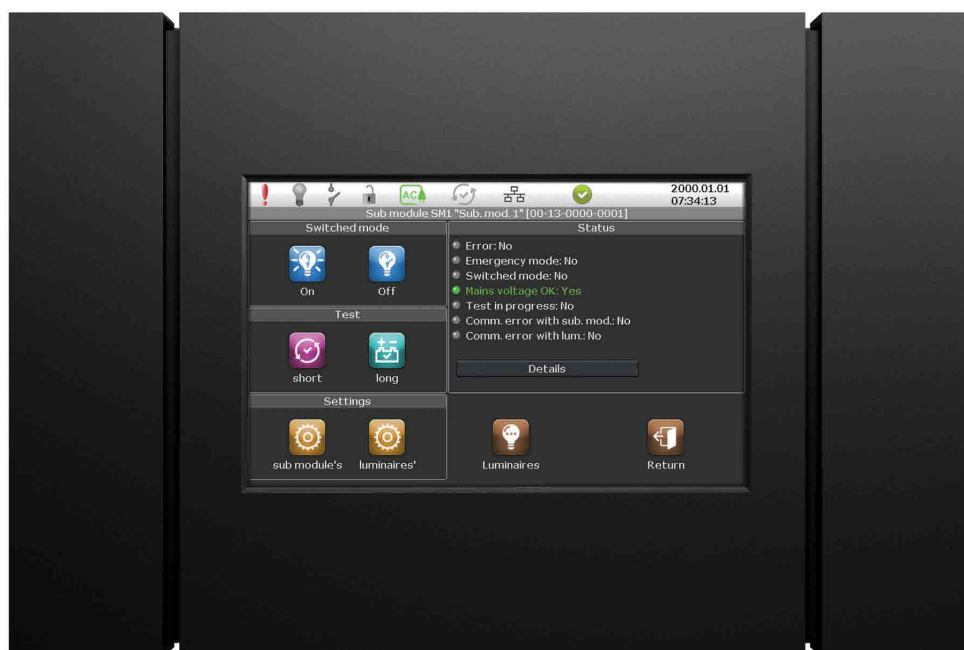 AC
2000.01.01
07:34:13
Sub module SM1 "Sub. mod. 1" [00-13-0000-0001]
Switched mode
On
Off
Test
short
long
Settings
sub module's
luminaires'
Status
Error: No
Emergency mode: No
Switched mode: No
Mains voltage OK: Yes
Test in progress: No
Comm. error with sub. mod.: No
Comm. error with lum.: No
Details
Luminaires
Return